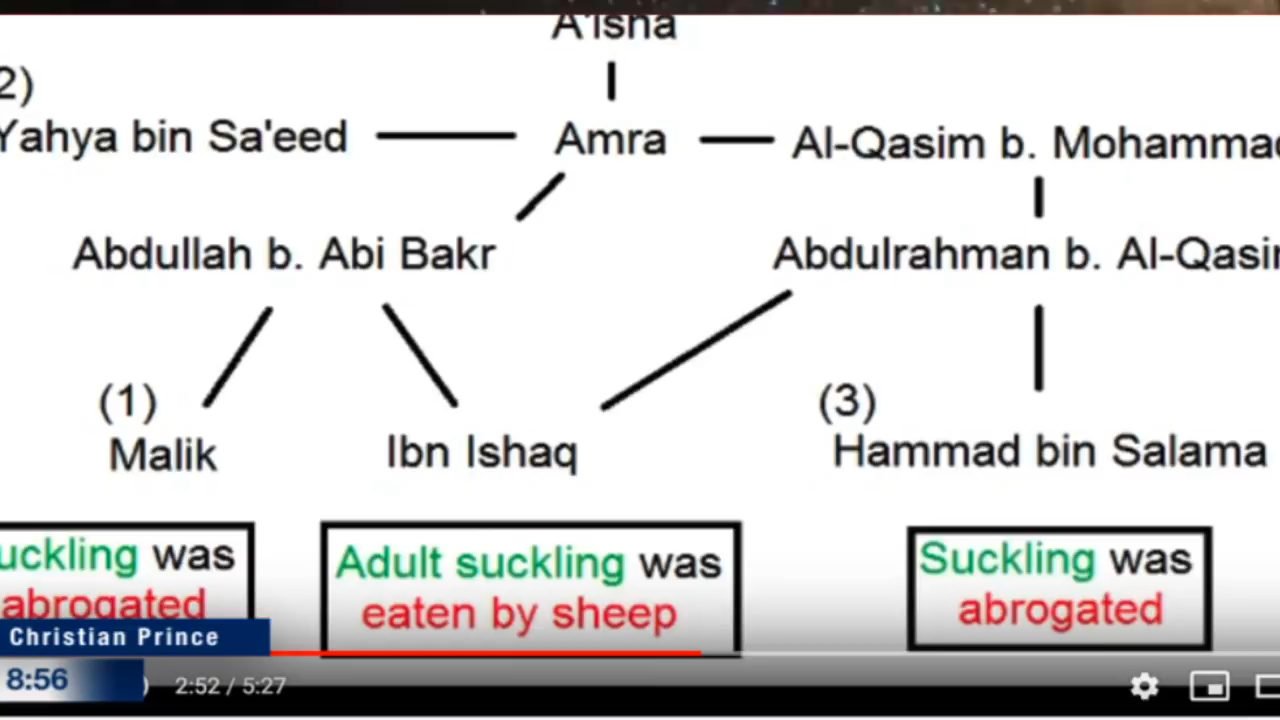 A'isha
2)
Yahya bin Sa'eed
Amra
Al-Qasim b. Mohammad
Abdullah b. Abi Bakr
Abdulrahman b. Al-Qasim
(1)
Malik
Ibn Ishaq
(3)
Hammad bin Salama
uckling was
abrogated
Adult suckling was
eaten by sheep
Suckling was
abrogated
Christian Prince
8:56
) 2:52 / 5:27